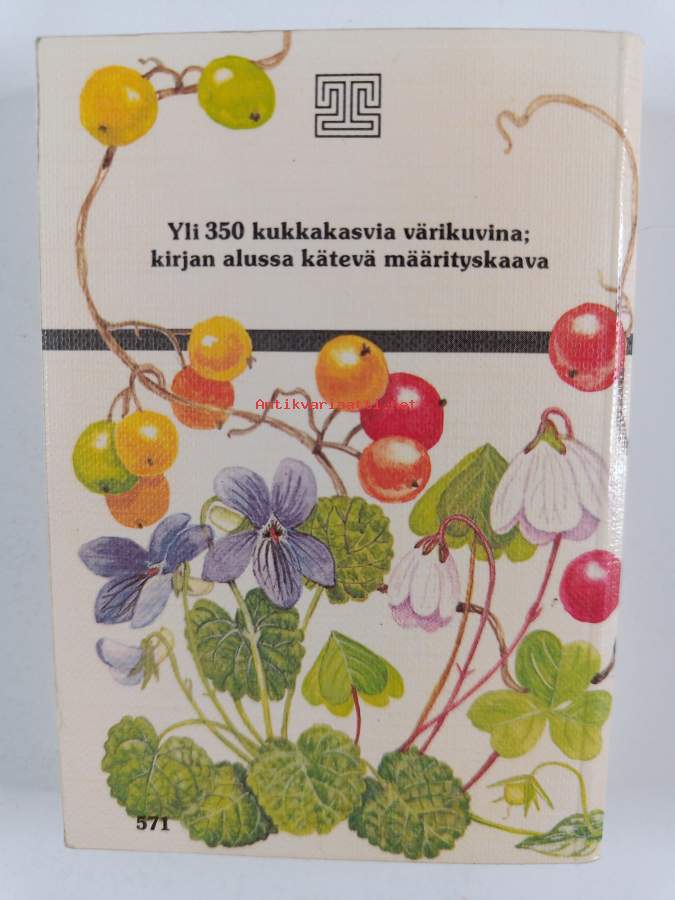 Yli 350 kukkakasvia värikuvina;
kirjan alussa kätevä määrityskaava
Antikvariaatti.net
571